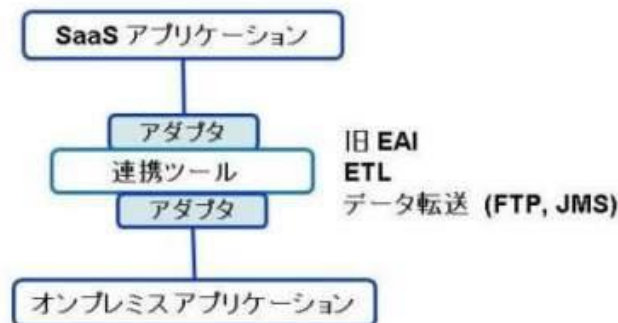 SaaS アプリケーション
アダプタ
連携ツール
アダプタ
旧 EAI
ETL
データ転送 (FTP, JMS)
オンプレミスアプリケーション